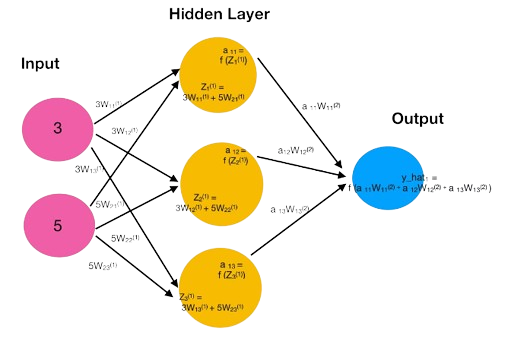 Hidden Layer
Input
Output
3
5
3W₁₁⁽¹⁾
3W₁₂⁽¹⁾
3W₁₃⁽¹⁾
5W₂₁⁽¹⁾
5W₂₂⁽¹⁾
5W₂₃⁽¹⁾
a ₁₁ =
f (Z₁⁽¹⁾)
Z₁⁽¹⁾ =
3W₁₁⁽¹⁾ + 5W₂₁⁽¹⁾
a ₁₂ =
f (Z₂⁽¹⁾)
Z₂⁽¹⁾ =
3W₁₂⁽¹⁾ + 5W₂₂⁽¹⁾
a ₁₃ =
f (Z₃⁽¹⁾)
Z₃⁽¹⁾ =
3W₁₃⁽¹⁾ + 5W₂₃⁽¹⁾
a ₁₁W₁₁⁽²⁾
a₁₂W₁₂⁽²⁾
a ₁₃W₁₃⁽²⁾
y_hat₁ =
f (a ₁₁W₁₁⁽²⁾ + a ₁₂W₁₂⁽²⁾ + a ₁₃W₁₃⁽²⁾ )